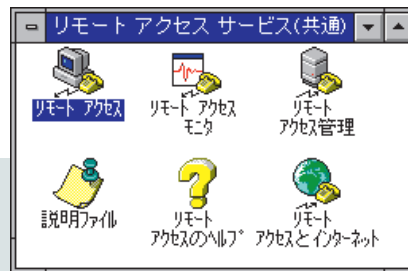 リモート アクセス サービス(共通)
リモート アクセス
リモート アクセス
モニタ
リモート
アクセス管理
説明ファイル
リモート
アクセスのヘルプ
リモート
アクセスとインターネット